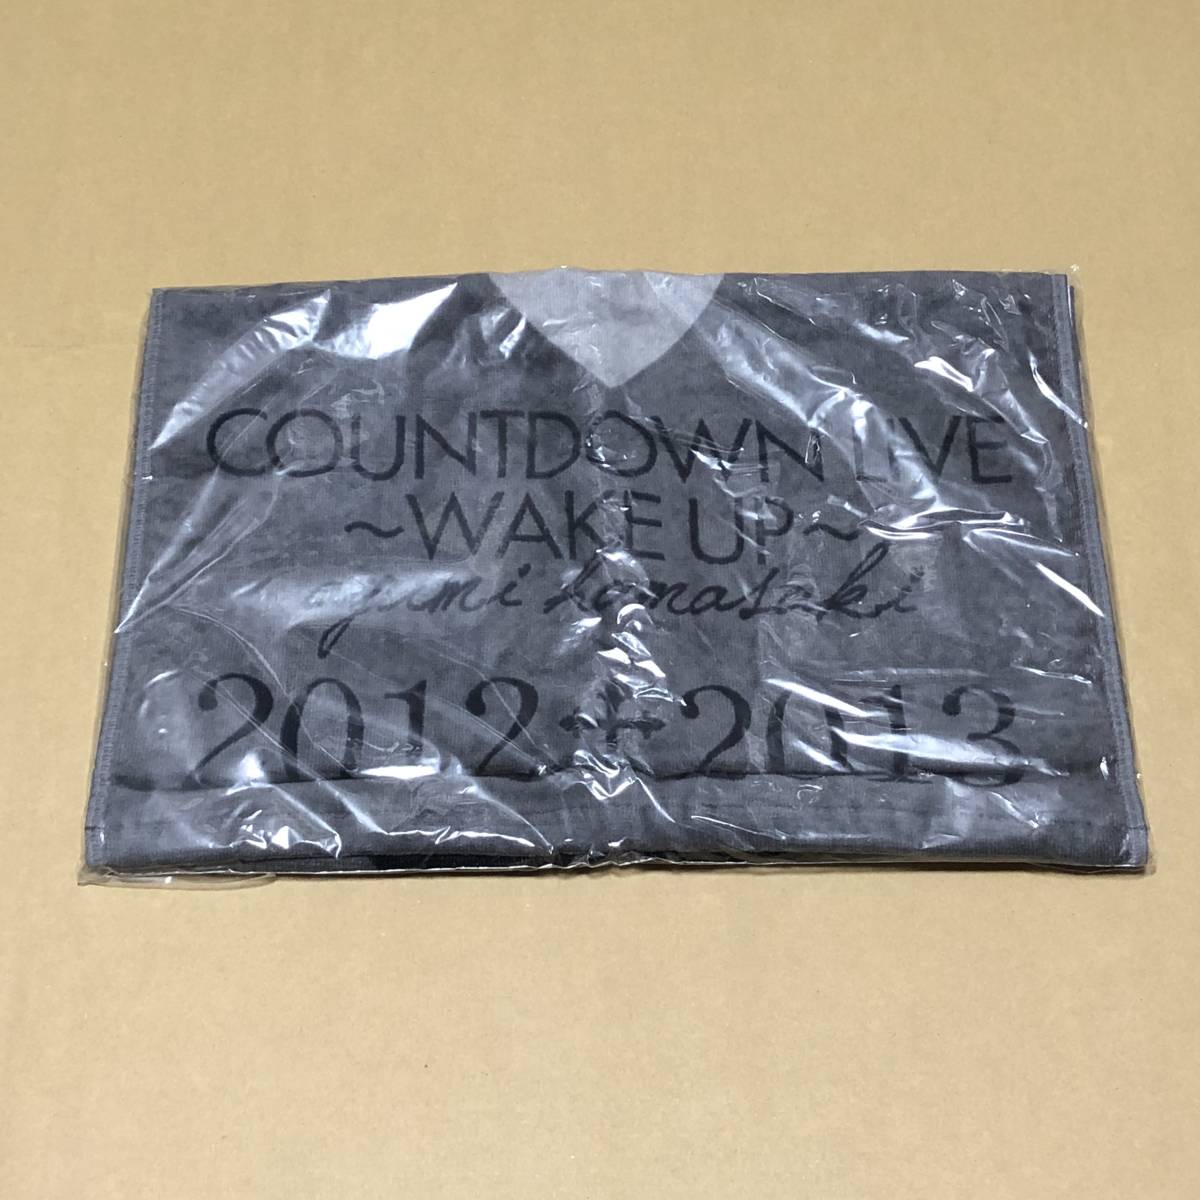 COUNTDOWN LIVE
~WAKE UP~
ayumi hamasaki
2012+2013